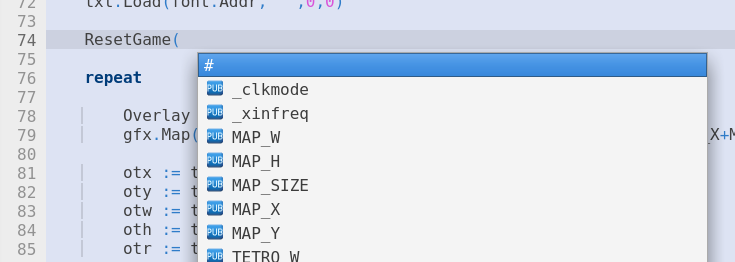 72 txt.Load(font.Addr, ,0,0)
73
74 ResetGame(
75
76 repeat
77
78 Overlay
79 gfx.Map( _X+M
80
81 otx := t
82 oty := t
83 otw := t
84 oth := t
85 otr := t
#
PUB _clkmode
PUB _xinfreq
PUB MAP_W
PUB MAP_H
PUB MAP_SIZE
PUB MAP_X
PUB MAP_Y
PUB TETRO_W